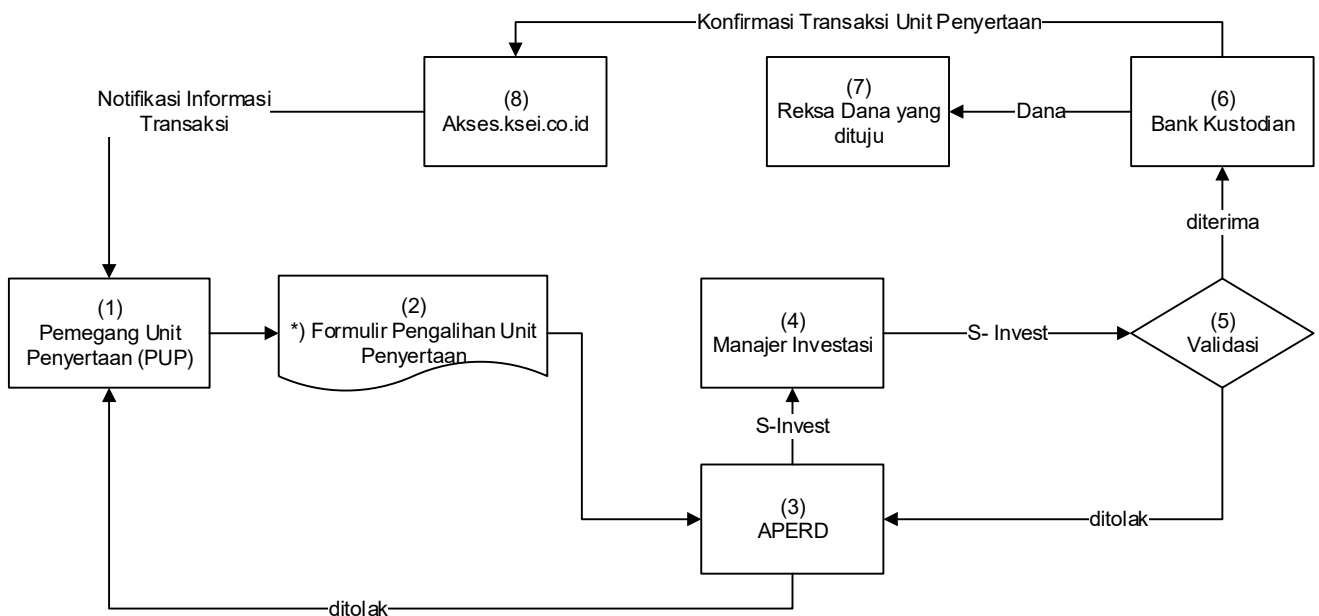 Konfirmasi Transaksi Unit Penyertaan
Notifikasi Informasi
Transaksi
(8)
Akses.ksei.co.id
(7)
Reksa Dana yang
dituju
Dana
(6)
Bank Kustodian
diterima
(1)
Pemegang Unit
Penyertaan (PUP)
(2)
*) Formulir Pengalihan Unit
Penyertaan
(4)
Manajer Investasi
S- Invest
(5)
Validasi
S-Invest
(3)
APERD
ditolak
ditolak